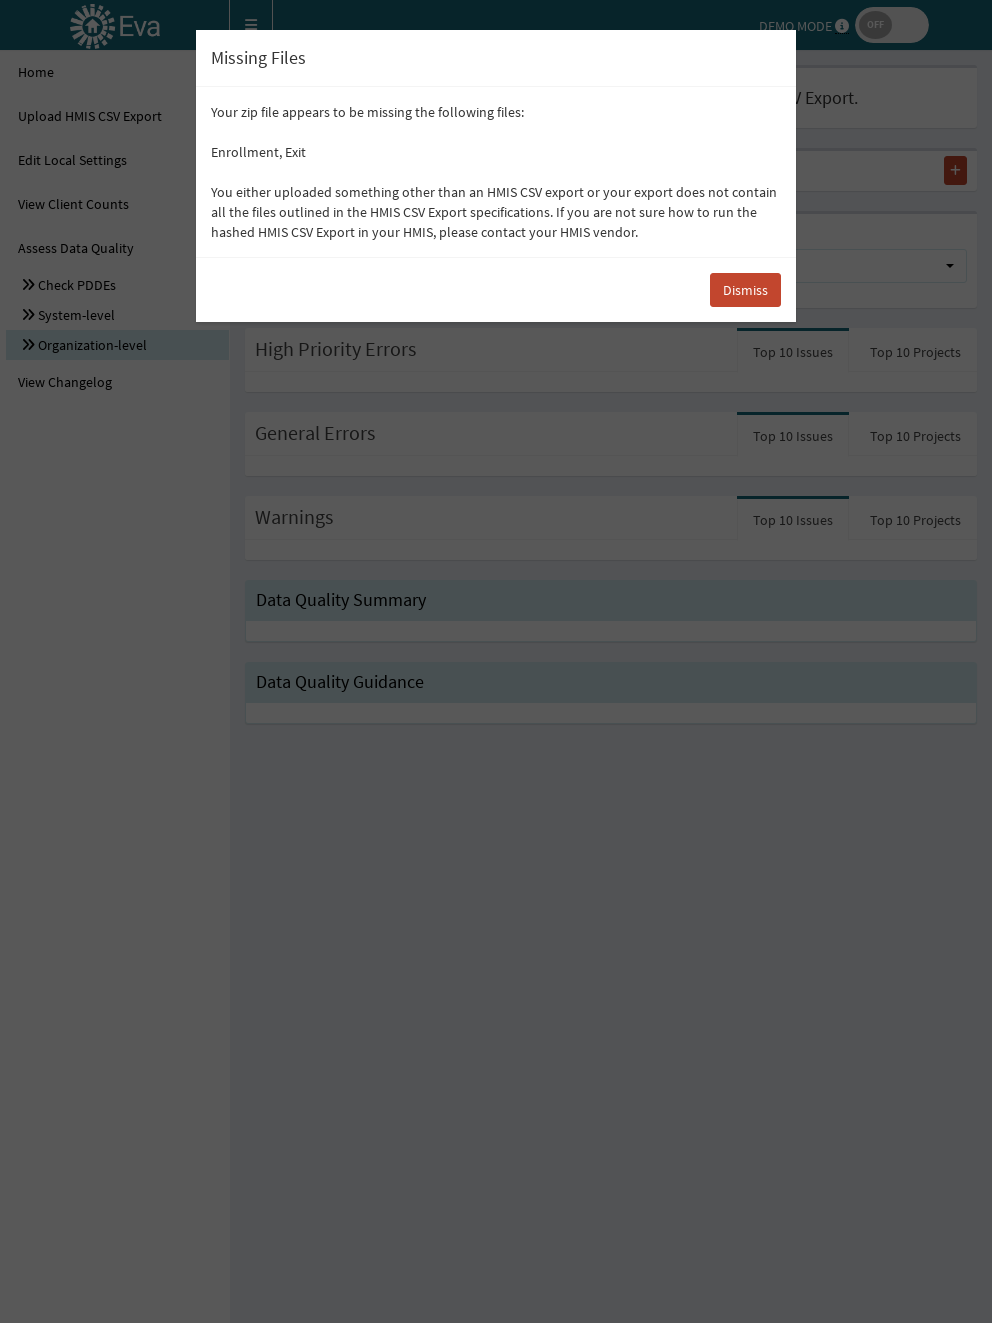 Eva
DEMO MODE
OFF
Missing Files
Your zip file appears to be missing the following files:
Enrollment, Exit
You either uploaded something other than an HMIS CSV export or your export does not contain
all the files outlined in the HMIS CSV Export specifications. If you are not sure how to run the
hashed HMIS CSV Export in your HMIS, please contact your HMIS vendor.
Dismiss
Home
Upload HMIS CSV Export
Edit Local Settings
View Client Counts
Assess Data Quality
Check PDDEs
System-level
Organization-level
View Changelog
V Export.
High Priority Errors
Top 10 Issues
Top 10 Projects
General Errors
Top 10 Issues
Top 10 Projects
Warnings
Top 10 Issues
Top 10 Projects
Data Quality Summary
Data Quality Guidance